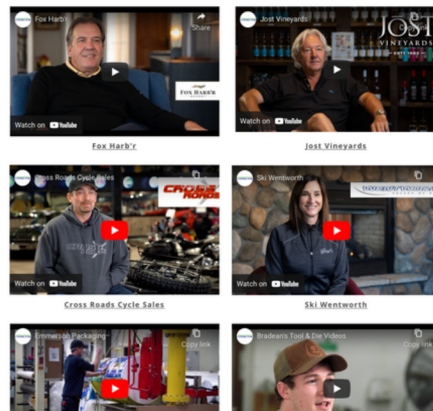 Fox Harb'r
Share
FOX HARB'R
Watch on YouTube
Fox Harb'r
Jost Vineyards
JOST
VINEYARDS
Watch on YouTube
Jost Vineyards
Cross Roads Cycle Sales
CROSS
ROADS
Watch on YouTube
Cross Roads Cycle Sales
Ski Wentworth
Watch on YouTube
Ski Wentworth
Emmerson Packaging
Copy link
Bradean's Tool & Die Videos
Copy link